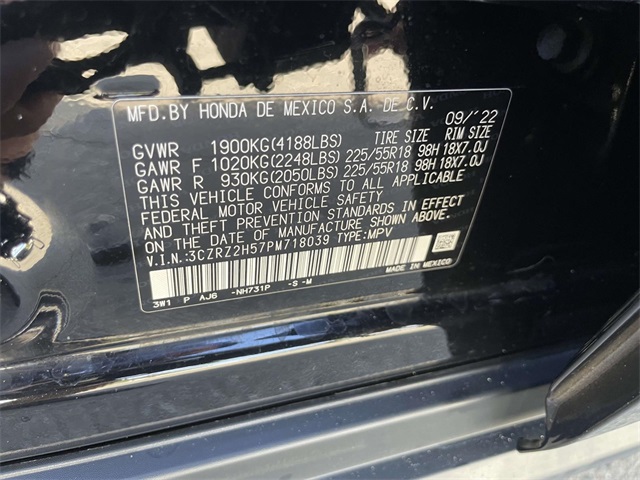 MFD.BY HONDA DE MEXICO S.A. DE C.V. 09/'22
GVWR 1900KG(4188LBS) TIRE SIZE RIM SIZE
GAWR F 1020KG(2248LBS) 225/55R18 98H 18X7.0J
GAWR R 930KG(2050LBS) 225/55R18 98H 18X7.0J
THIS VEHICLE CONFORMS TO ALL APPLICABLE
FEDERAL MOTOR VEHICLE SAFETY
AND THEFT PREVENTION STANDARDS IN EFFECT
ON THE DATE OF MANUFACTURE SHOWN ABOVE.
V.I.N.:3CZRZ2H57PM718039 TYPE:MPV
3W1 P AJ6 -NH731P -S-M MADE IN MEXICO